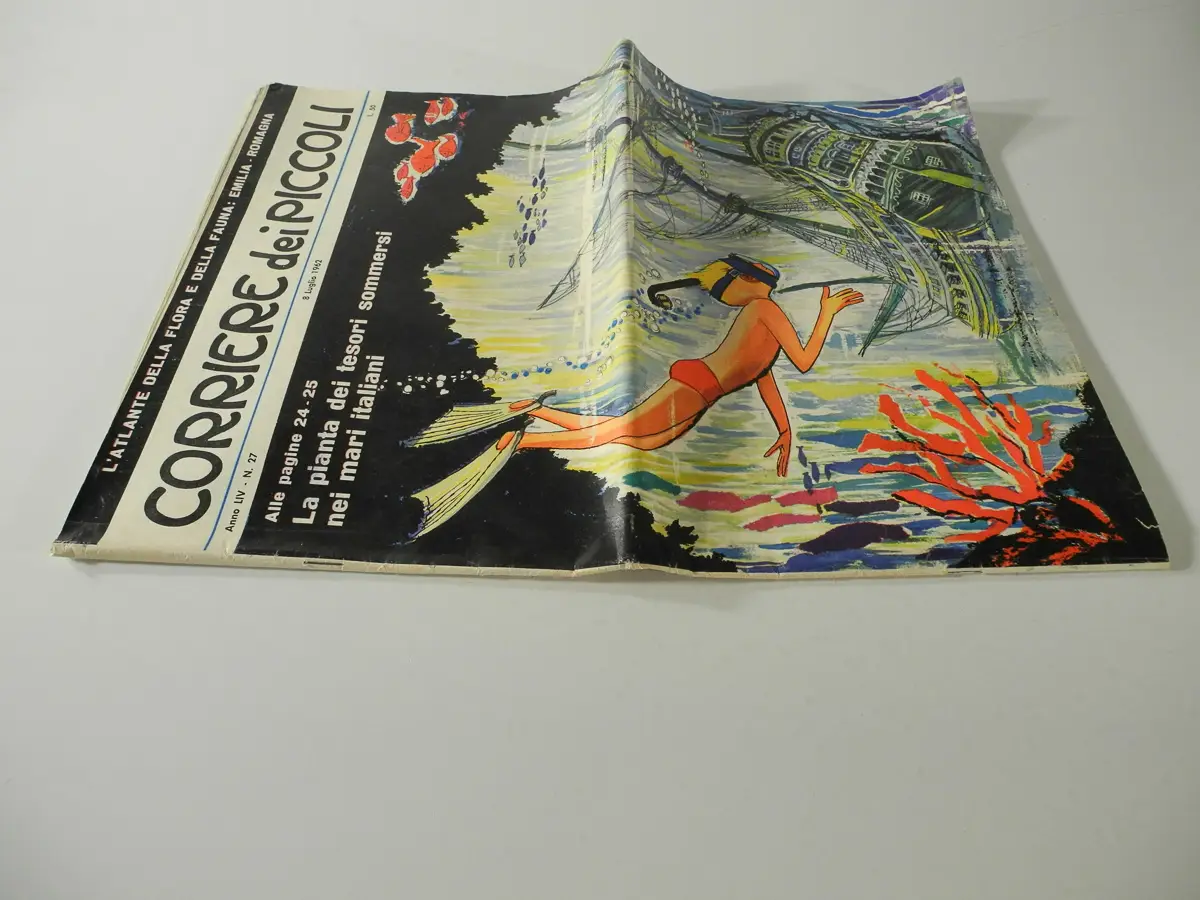 L'ATLANTE DELLA FLORA E DELLA FAUNA: EMILIA-ROMAGNA
CORRIERE dei PICCOLI
Anno LIV - N. 27
8 Luglio 1962
L. 50
Alle pagine 24-25
La pianta dei tesori sommersi
nei mari italiani